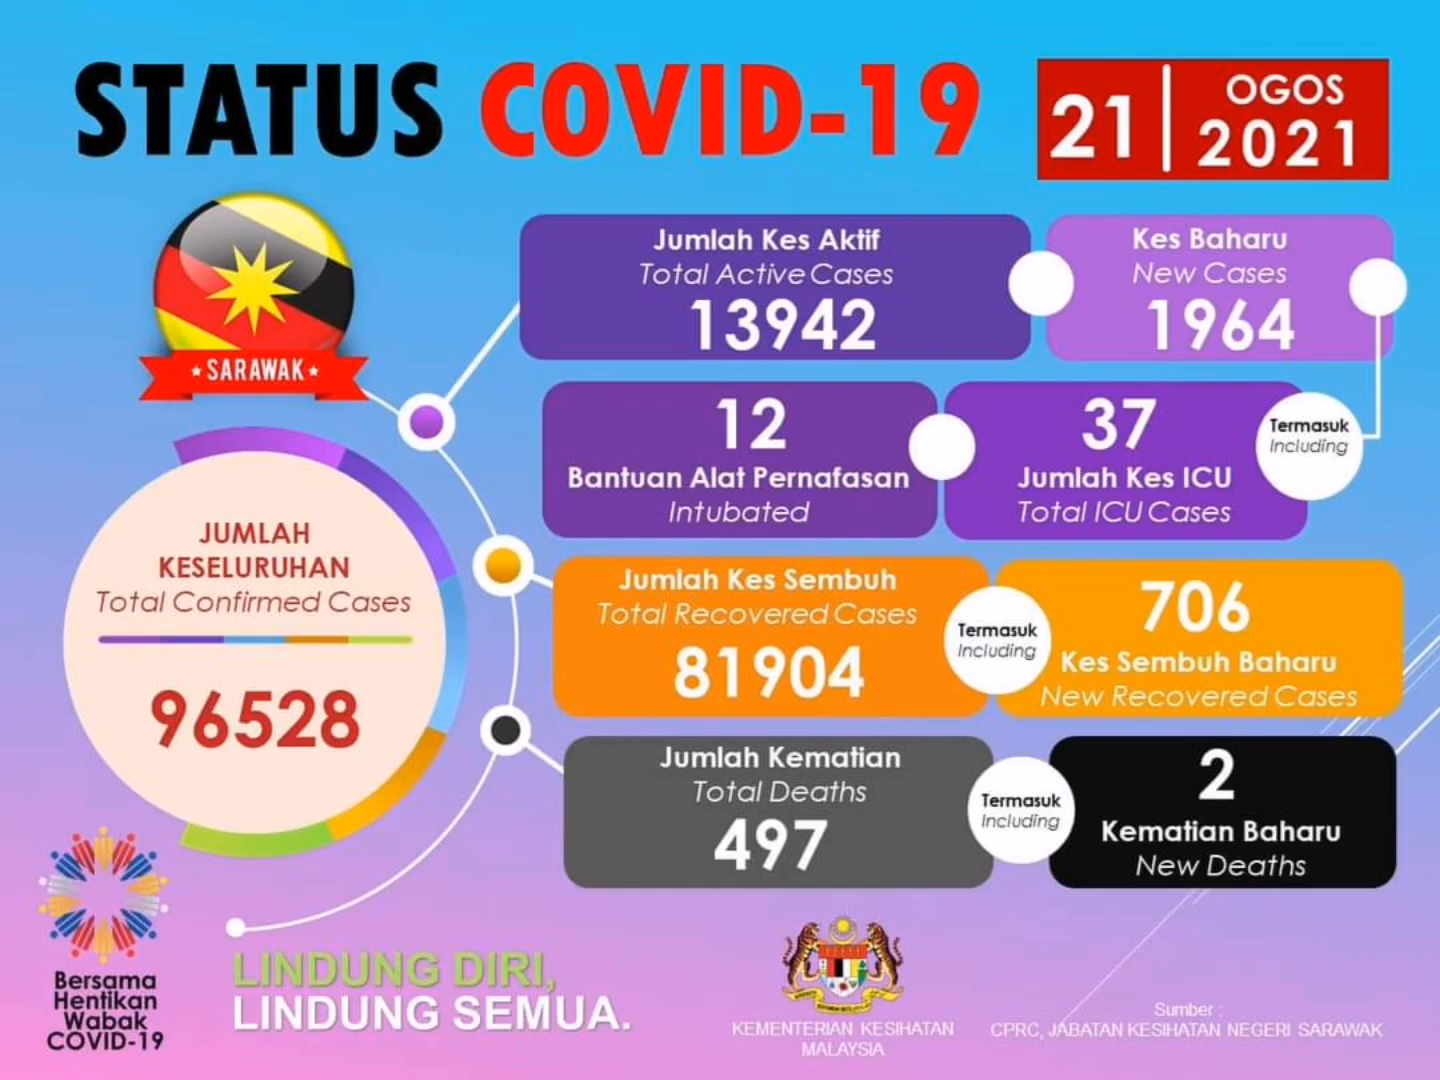 STATUS COVID-19
21
OGOS
2021
SARAWAK
Jumlah Kes Aktif
Total Active Cases
13942
Kes Baharu
New Cases
1964
12
Bantuan Alat Pernafasan
Intubated
37
Jumlah Kes ICU
Total ICU Cases
Termasuk
Including
JUMLAH
KESELURUHAN
Total Confirmed Cases
96528
Jumlah Kes Sembuh
Total Recovered Cases
81904
Termasuk
Including
706
Kes Sembuh Baharu
New Recovered Cases
Jumlah Kematian
Total Deaths
497
Termasuk
Including
2
Kematian Baharu
New Deaths
Bersama
Hentikan
Wabak
COVID-19
LINDUNG DIRI,
LINDUNG SEMUA.
KEMENTERIAN KESIHATAN
MALAYSIA
Sumber :
CPRC, JABATAN KESIHATAN NEGERI SARAWAK